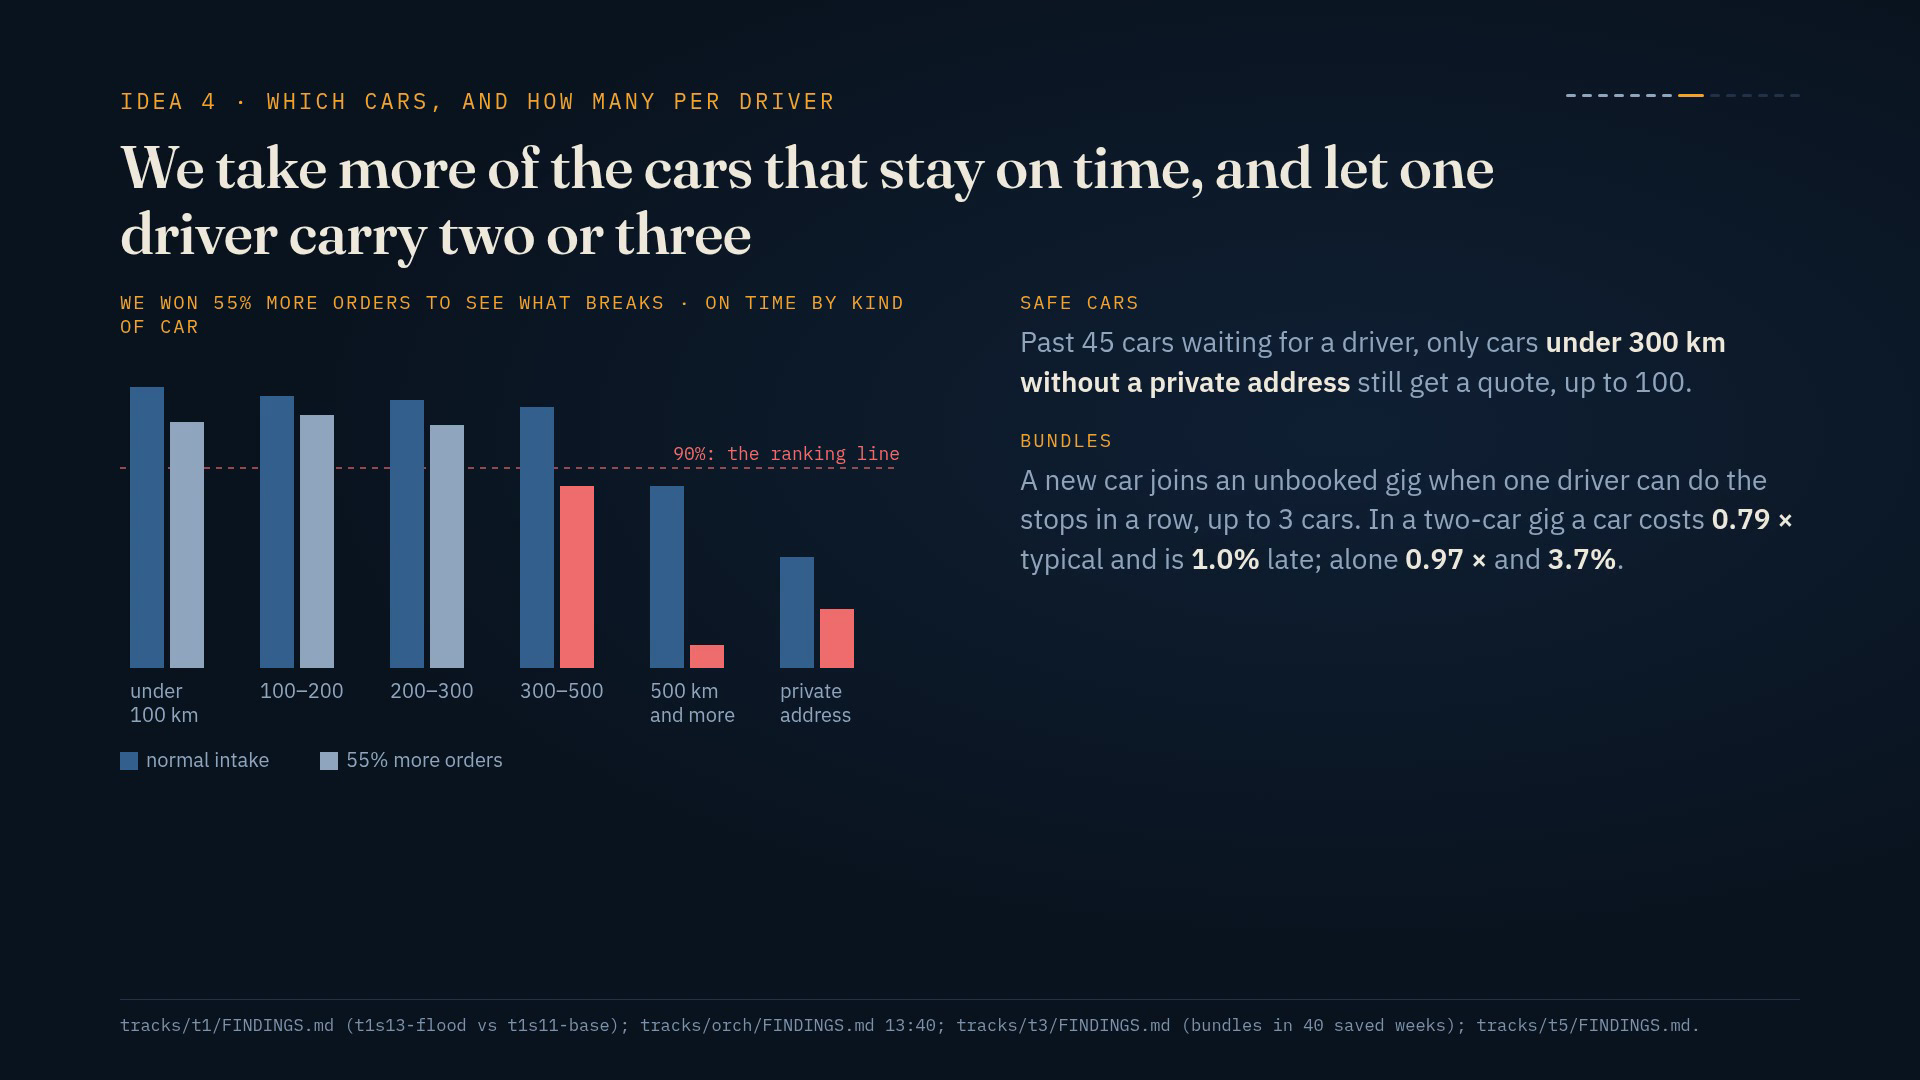 IDEA 4 · WHICH CARS, AND HOW MANY PER DRIVER
We take more of the cars that stay on time, and let one
driver carry two or three
WE WON 55% MORE ORDERS TO SEE WHAT BREAKS · ON TIME BY KIND
OF CAR
90%: the ranking line
under
100 km
100–200
200–300
300–500
500 km
and more
private
address
normal intake
55% more orders
SAFE CARS
Past 45 cars waiting for a driver, only cars under 300 km
without a private address still get a quote, up to 100.
BUNDLES
A new car joins an unbooked gig when one driver can do the
stops in a row, up to 3 cars. In a two-car gig a car costs 0.79 ×
typical and is 1.0% late; alone 0.97 × and 3.7%.
tracks/t1/FINDINGS.md (t1s13-flood vs t1s11-base); tracks/orch/FINDINGS.md 13:40; tracks/t3/FINDINGS.md (bundles in 40 saved weeks); tracks/t5/FINDINGS.md.